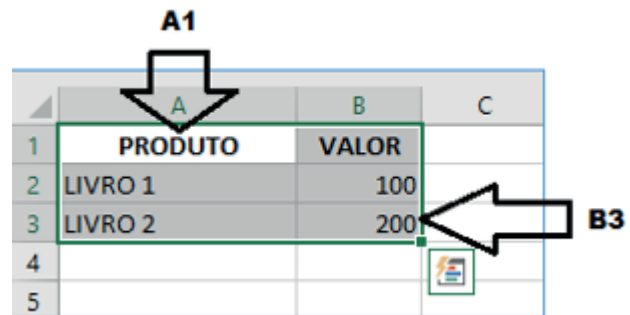 A1
A B C
1 PRODUTO VALOR
2 LIVRO 1 100
3 LIVRO 2 200
B3
4
5